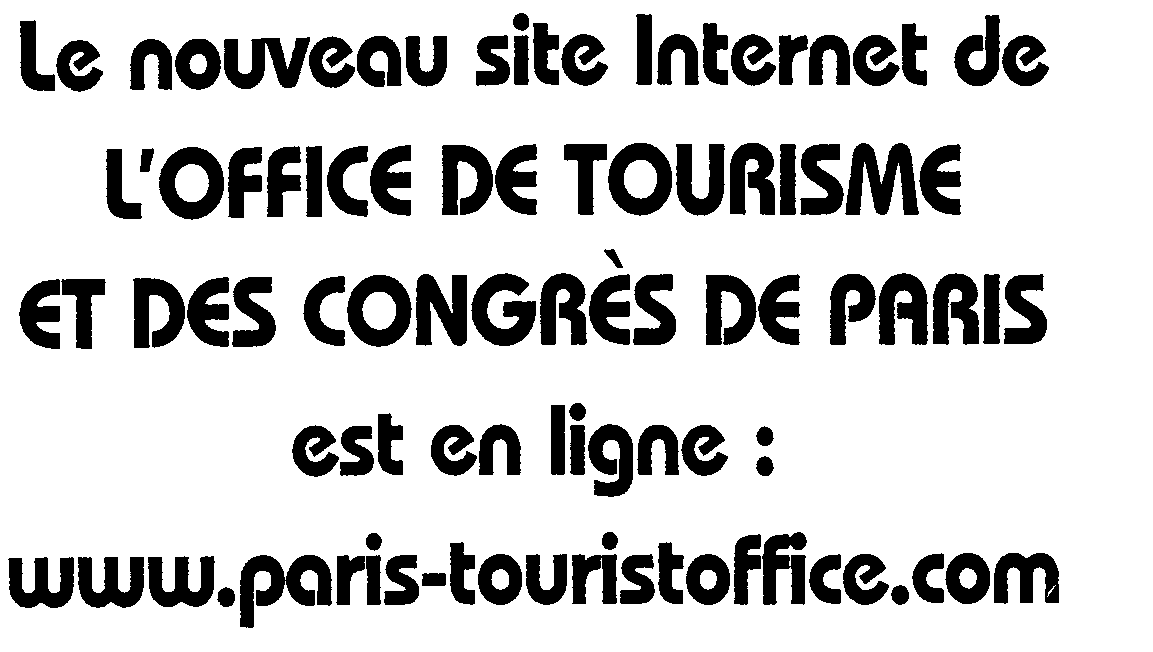 Le nouveau site Internet de
L'OFFICE DE TOURISME
ET DES CONGRÈS DE PARIS
est en ligne :
www.paris-touristoffice.com